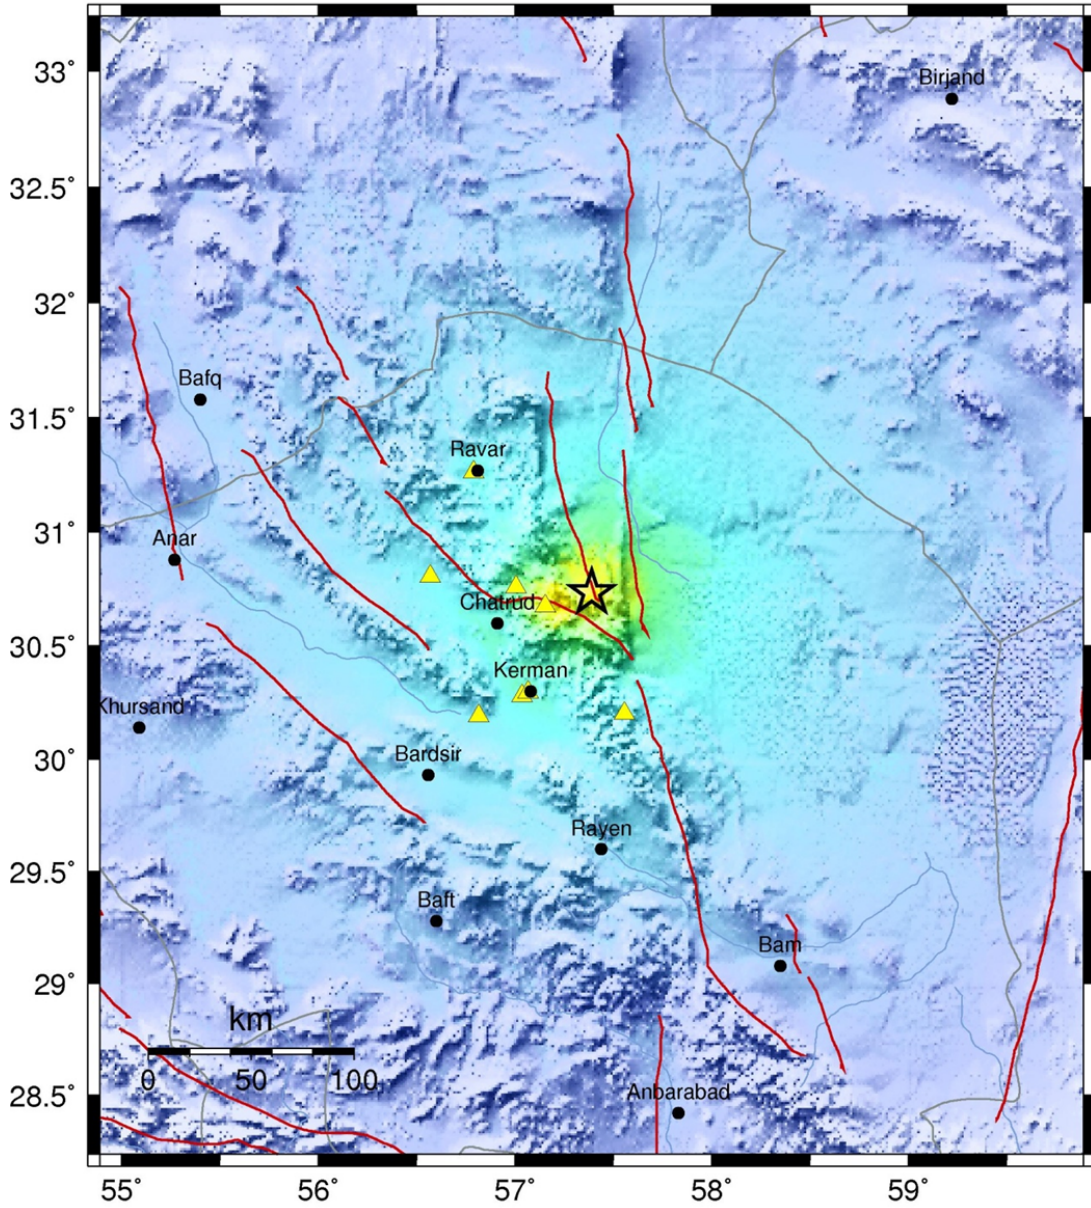 33°
Birjand
32.5°
32°
Bafq
31.5°
Ravar
31°
Anar
Chatrud
30.5°
Kerman
Khursand
30°
Bardsir
Rayen
29.5°
Baft
Bam
29°
km
0 50 100
28.5°
Anbarabad
55° 56° 57° 58° 59°